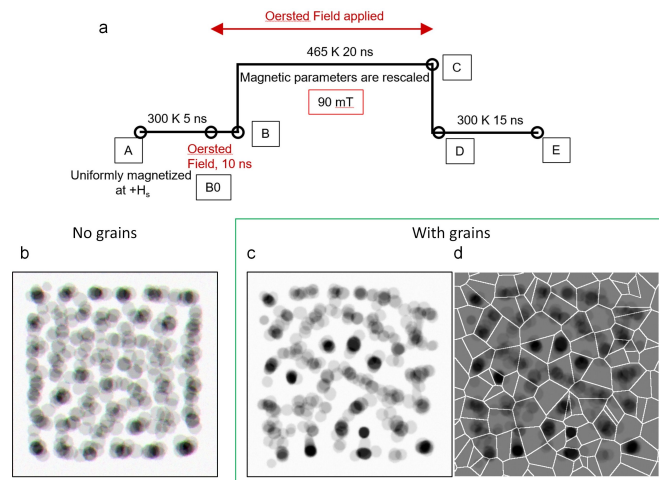 a
Oersted Field applied
465 K 20 ns
C
Magnetic parameters are rescaled
90 mT
300 K 5 ns
300 K 15 ns
A
B
D
E
Oersted
Field, 10 ns
Uniformly magnetized
at +Hs
B0
No grains
With grains
b
c
d